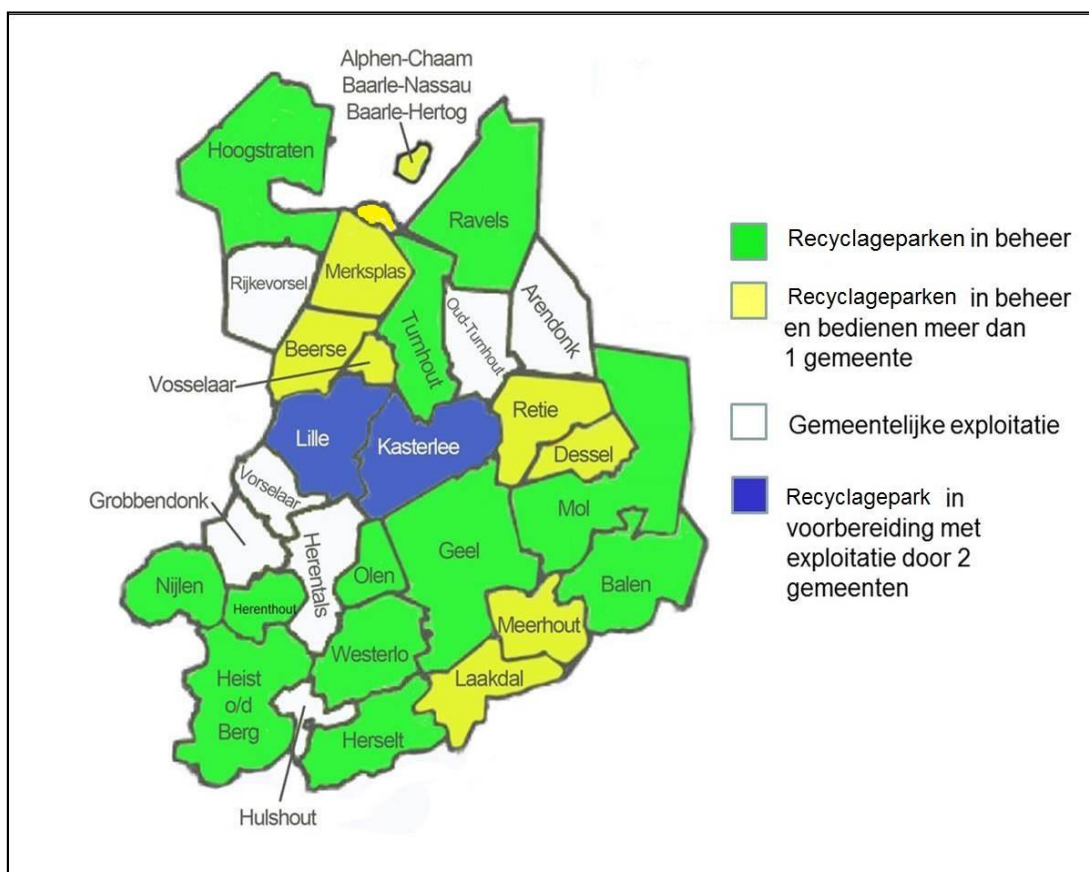 Alphen-Chaam
Baarle-Nassau
Baarle-Hertog
Hoogstraten
Ravels
Rijkevorsel
Merksplas
Turnhout
Oud-Turnhout
Arendonk
Beerse
Vosselaar
Retie
Lille
Kasterlee
Dessel
Vorselaar
Grobbendonk
Mol
Geel
Herentals
Olen
Nijlen
Herenthout
Balen
Meerhout
Westerlo
Laakdal
Heist
o/d
Berg
Herselt
Hulshout
Recyclageparken in beheer
Recyclageparken in beheer
en bedienen meer dan
1 gemeente
Gemeentelijke exploitatie
Recyclagepark in
voorbereiding met
exploitatie door 2
gemeenten